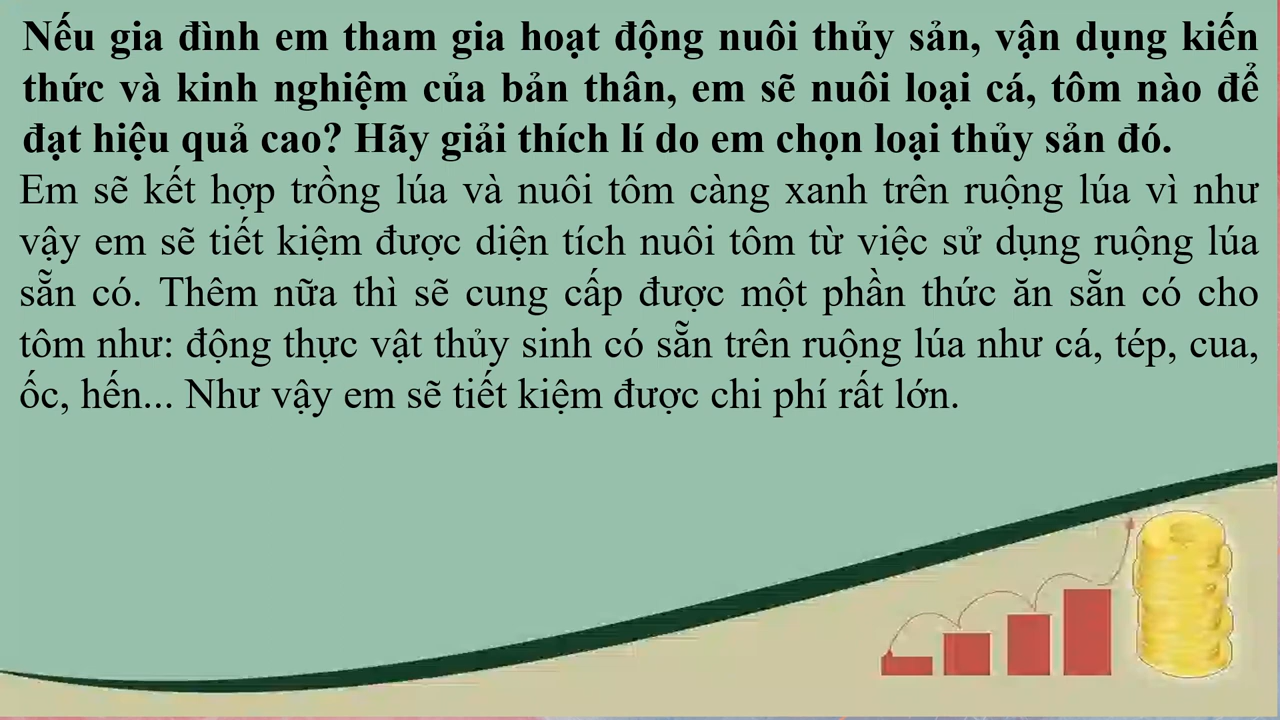 Nếu gia đình em tham gia hoạt động nuôi thủy sản, vận dụng kiến
thức và kinh nghiệm của bản thân, em sẽ nuôi loại cá, tôm nào để
đạt hiệu quả cao? Hãy giải thích lí do em chọn loại thủy sản đó.
Em sẽ kết hợp trồng lúa và nuôi tôm càng xanh trên ruộng lúa vì như
vậy em sẽ tiết kiệm được diện tích nuôi tôm từ việc sử dụng ruộng lúa
sẵn có. Thêm nữa thì sẽ cung cấp được một phần thức ăn sẵn có cho
tôm như: động thực vật thủy sinh có sẵn trên ruộng lúa như cá, tép, cua,
ốc, hến... Như vậy em sẽ tiết kiệm được chi phí rất lớn.